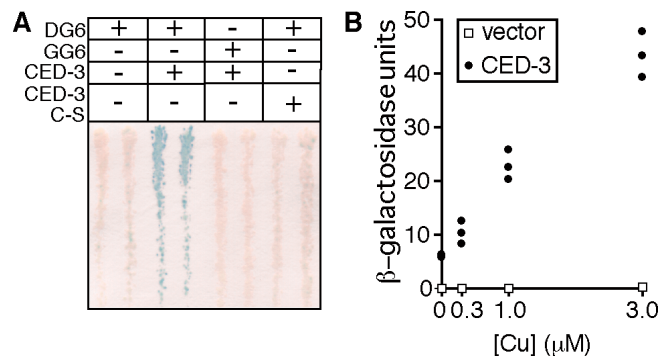 A
DG6 + + - +
GG6 - - + -
CED-3 - + + -
CED-3
C-S - - - +
B
β-galactosidase units
50
40
30
20
10
0
vector
CED-3
0 0.3 1.0 3.0
[Cu] (µM)